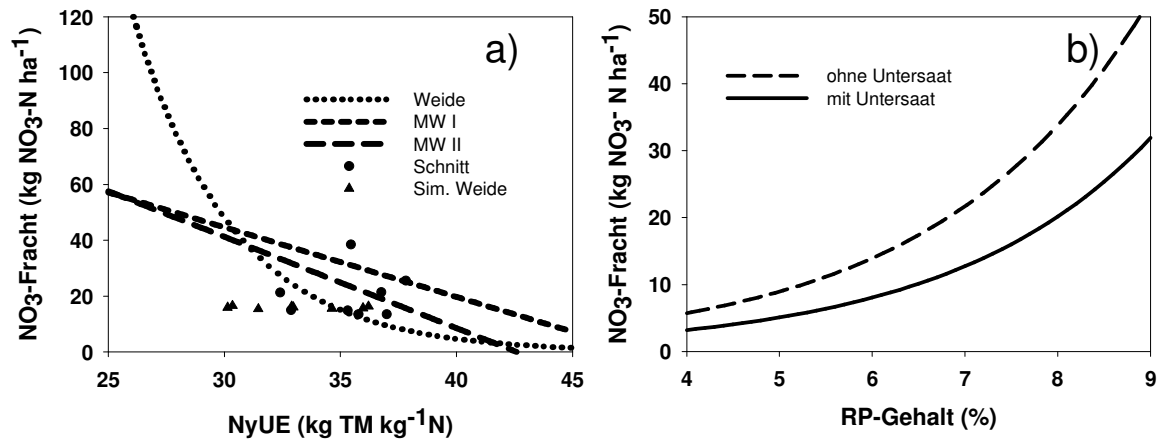 a)
NO₃-Fracht (kg NO₃-N ha⁻¹)
120
100
80
60
40
20
0
Weide
MW I
MW II
Schnitt
Sim. Weide
25 30 35 40 45
NyUE (kg TM kg⁻¹N)
b)
NO₃-Fracht (kg NO₃- N ha⁻¹)
50
40
30
20
10
0
ohne Untersaat
mit Untersaat
4 5 6 7 8 9
RP-Gehalt (%)